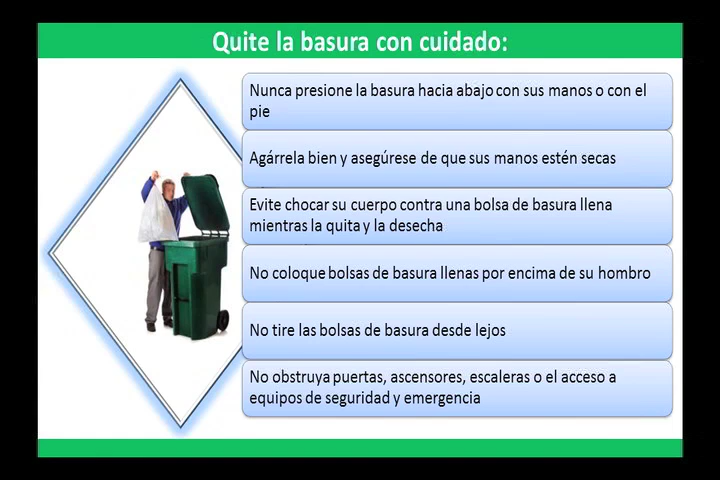 Quite la basura con cuidado:
Nunca presione la basura hacia abajo con sus manos o con el
pie
Agárrela bien y asegúrese de que sus manos estén secas
Evite chocar su cuerpo contra una bolsa de basura llena
mientras la quita y la desecha
No coloque bolsas de basura llenas por encima de su hombro
No tire las bolsas de basura desde lejos
No obstruya puertas, ascensores, escaleras o el acceso a
equipos de seguridad y emergencia